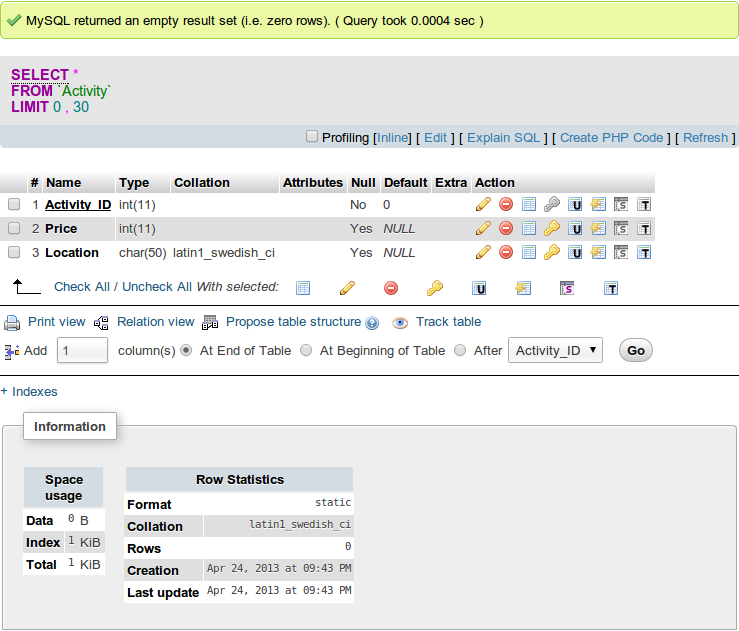 MySQL returned an empty result set (i.e. zero rows). ( Query took 0.0004 sec )
SELECT *
FROM `Activity`
LIMIT 0 , 30
Profiling [Inline] [ Edit ] [ Explain SQL ] [ Create PHP Code ] [ Refresh ]
# Name Type Collation Attributes Null Default Extra Action
1 Activity_ID int(11) No 0 U S T
2 Price int(11) Yes NULL U S T
3 Location char(50) latin1_swedish_ci Yes NULL U S T
Check All / Uncheck All With selected: U S T
Print view Relation view Propose table structure ? Track table
Add 1 column(s) At End of Table At Beginning of Table After Activity_ID Go
+ Indexes
Information
Space
usage
Data 0 B
Index 1 KiB
Total 1 KiB
Row Statistics
Format static
Collation latin1_swedish_ci
Rows 0
Creation Apr 24, 2013 at 09:43 PM
Last update Apr 24, 2013 at 09:43 PM